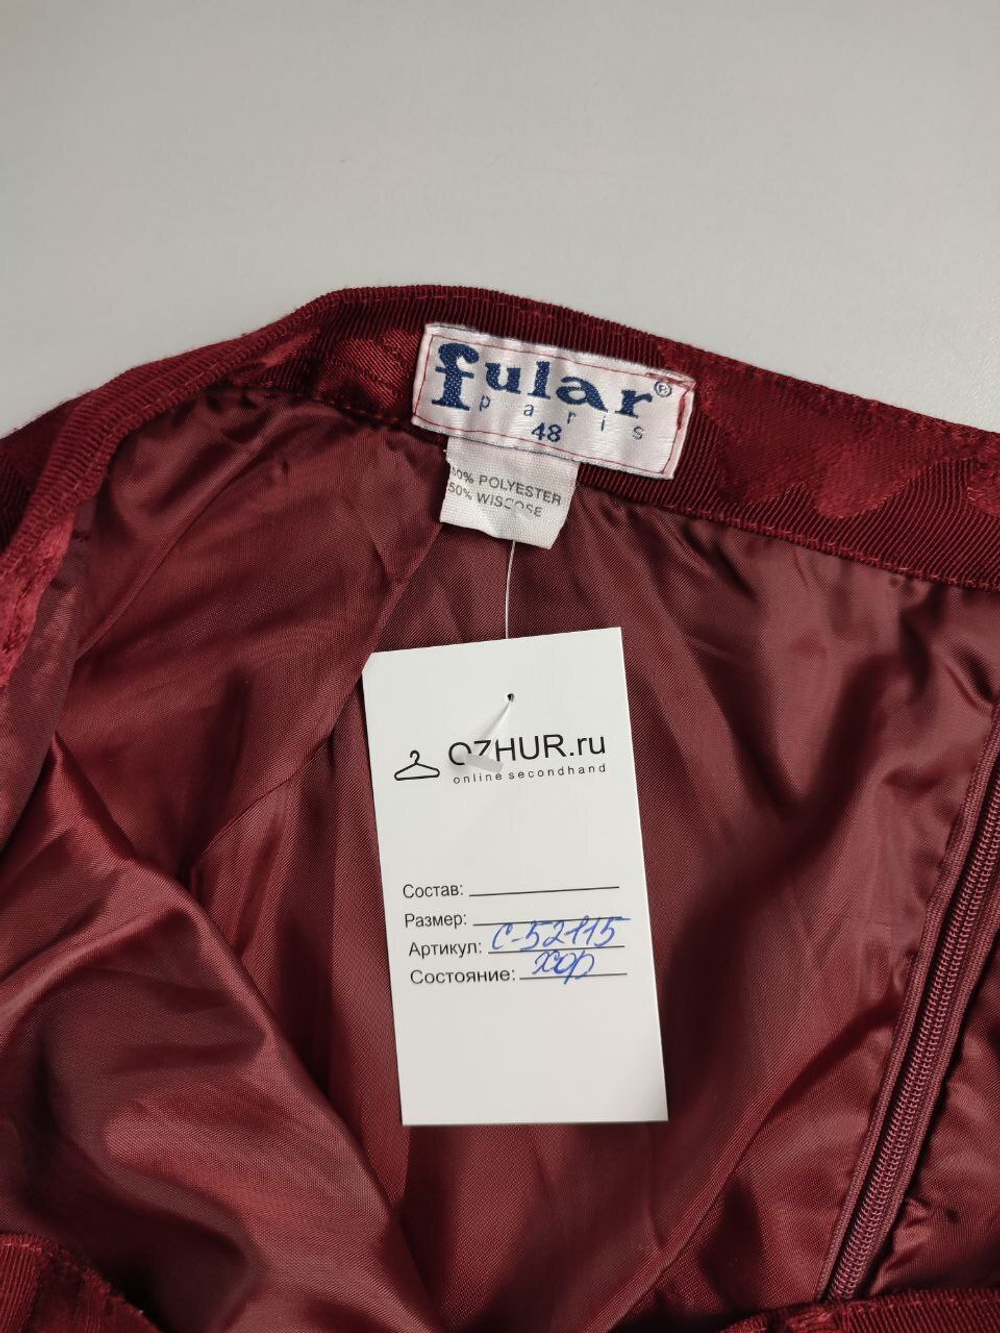 fular®
paris
48
50% POLYESTER
50% WISCOSE
OZHUR.ru
online secondhand
Состав:
Размер:
Артикул: С-52115
Состояние: хор